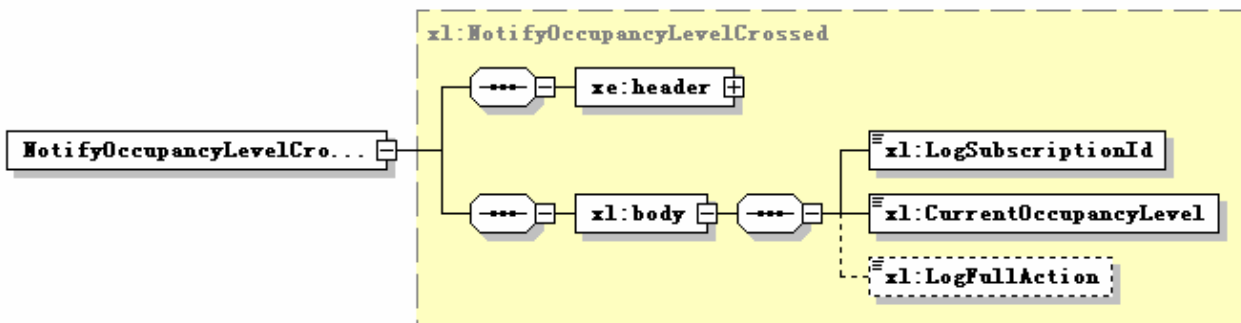 xl:NotifyOccupancyLevelCrossed
xe:header
NotifyOccupancyLevelCro...
xl:LogSubscriptionId
xl:body
xl:CurrentOccupancyLevel
xl:LogFullAction